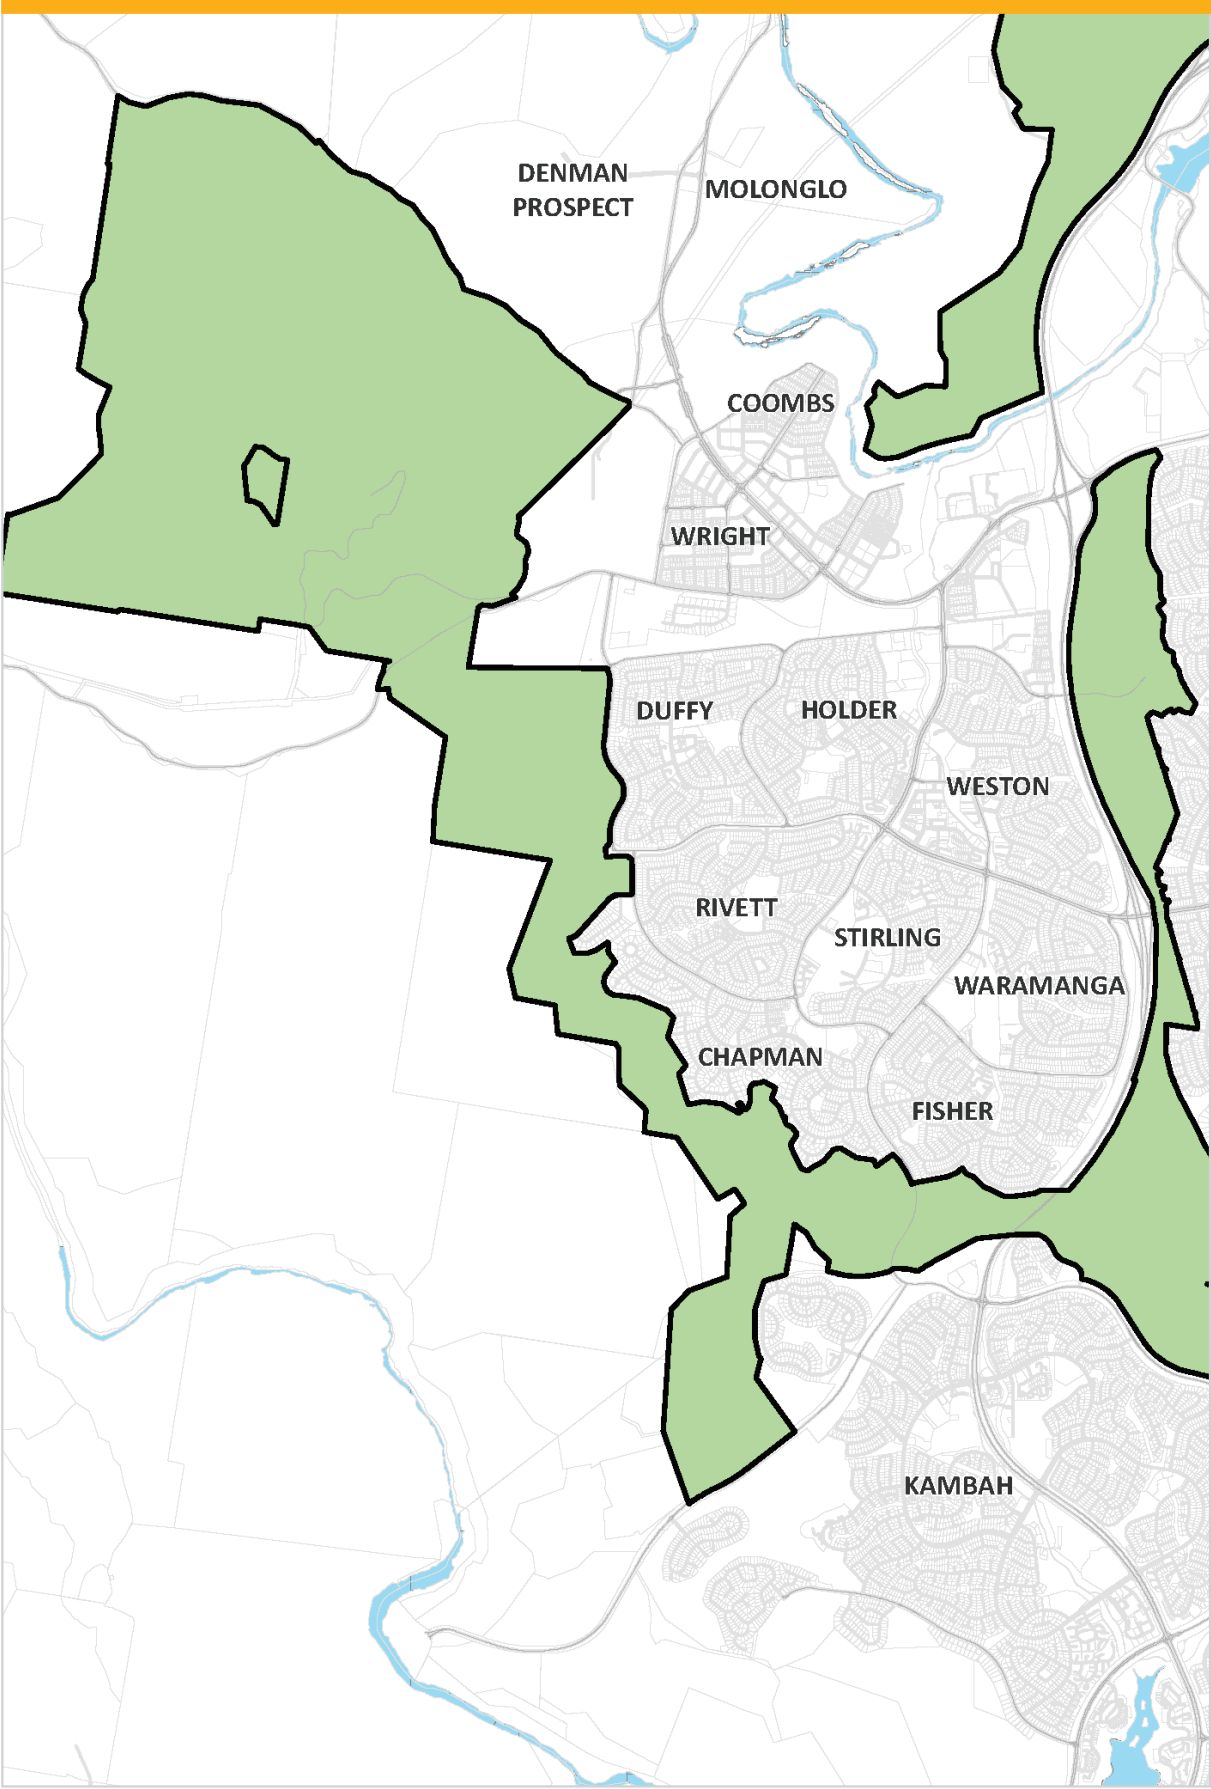 DENMAN
PROSPECT
MOLONGLO
COOMBS
WRIGHT
DUFFY
HOLDER
WESTON
RIVETT
STIRLING
WARAMANGA
CHAPMAN
FISHER
KAMBAH